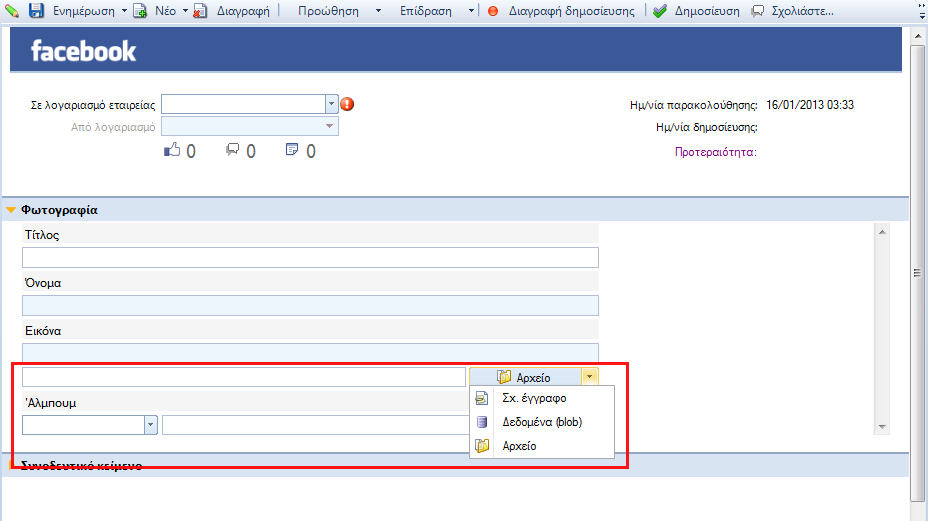 Ενημέρωση Νέο Διαγραφή Προώθηση Επίδραση Διαγραφή δημοσίευσης Δημοσίευση Σχολιάστε...
facebook
Σε λογαριασμό εταιρείας Ημ/νία παρακολούθησης: 16/01/2013 03:33
Από λογαριασμό Ημ/νία δημοσίευσης:
0 0 0 Προτεραιότητα:
Φωτογραφία
Τίτλος
Όνομα
Εικόνα
Αρχείο
Σχ. έγγραφο
Άλμπουμ
Δεδομένα (blob)
Αρχείο
Συνοδευτικό κείμενο